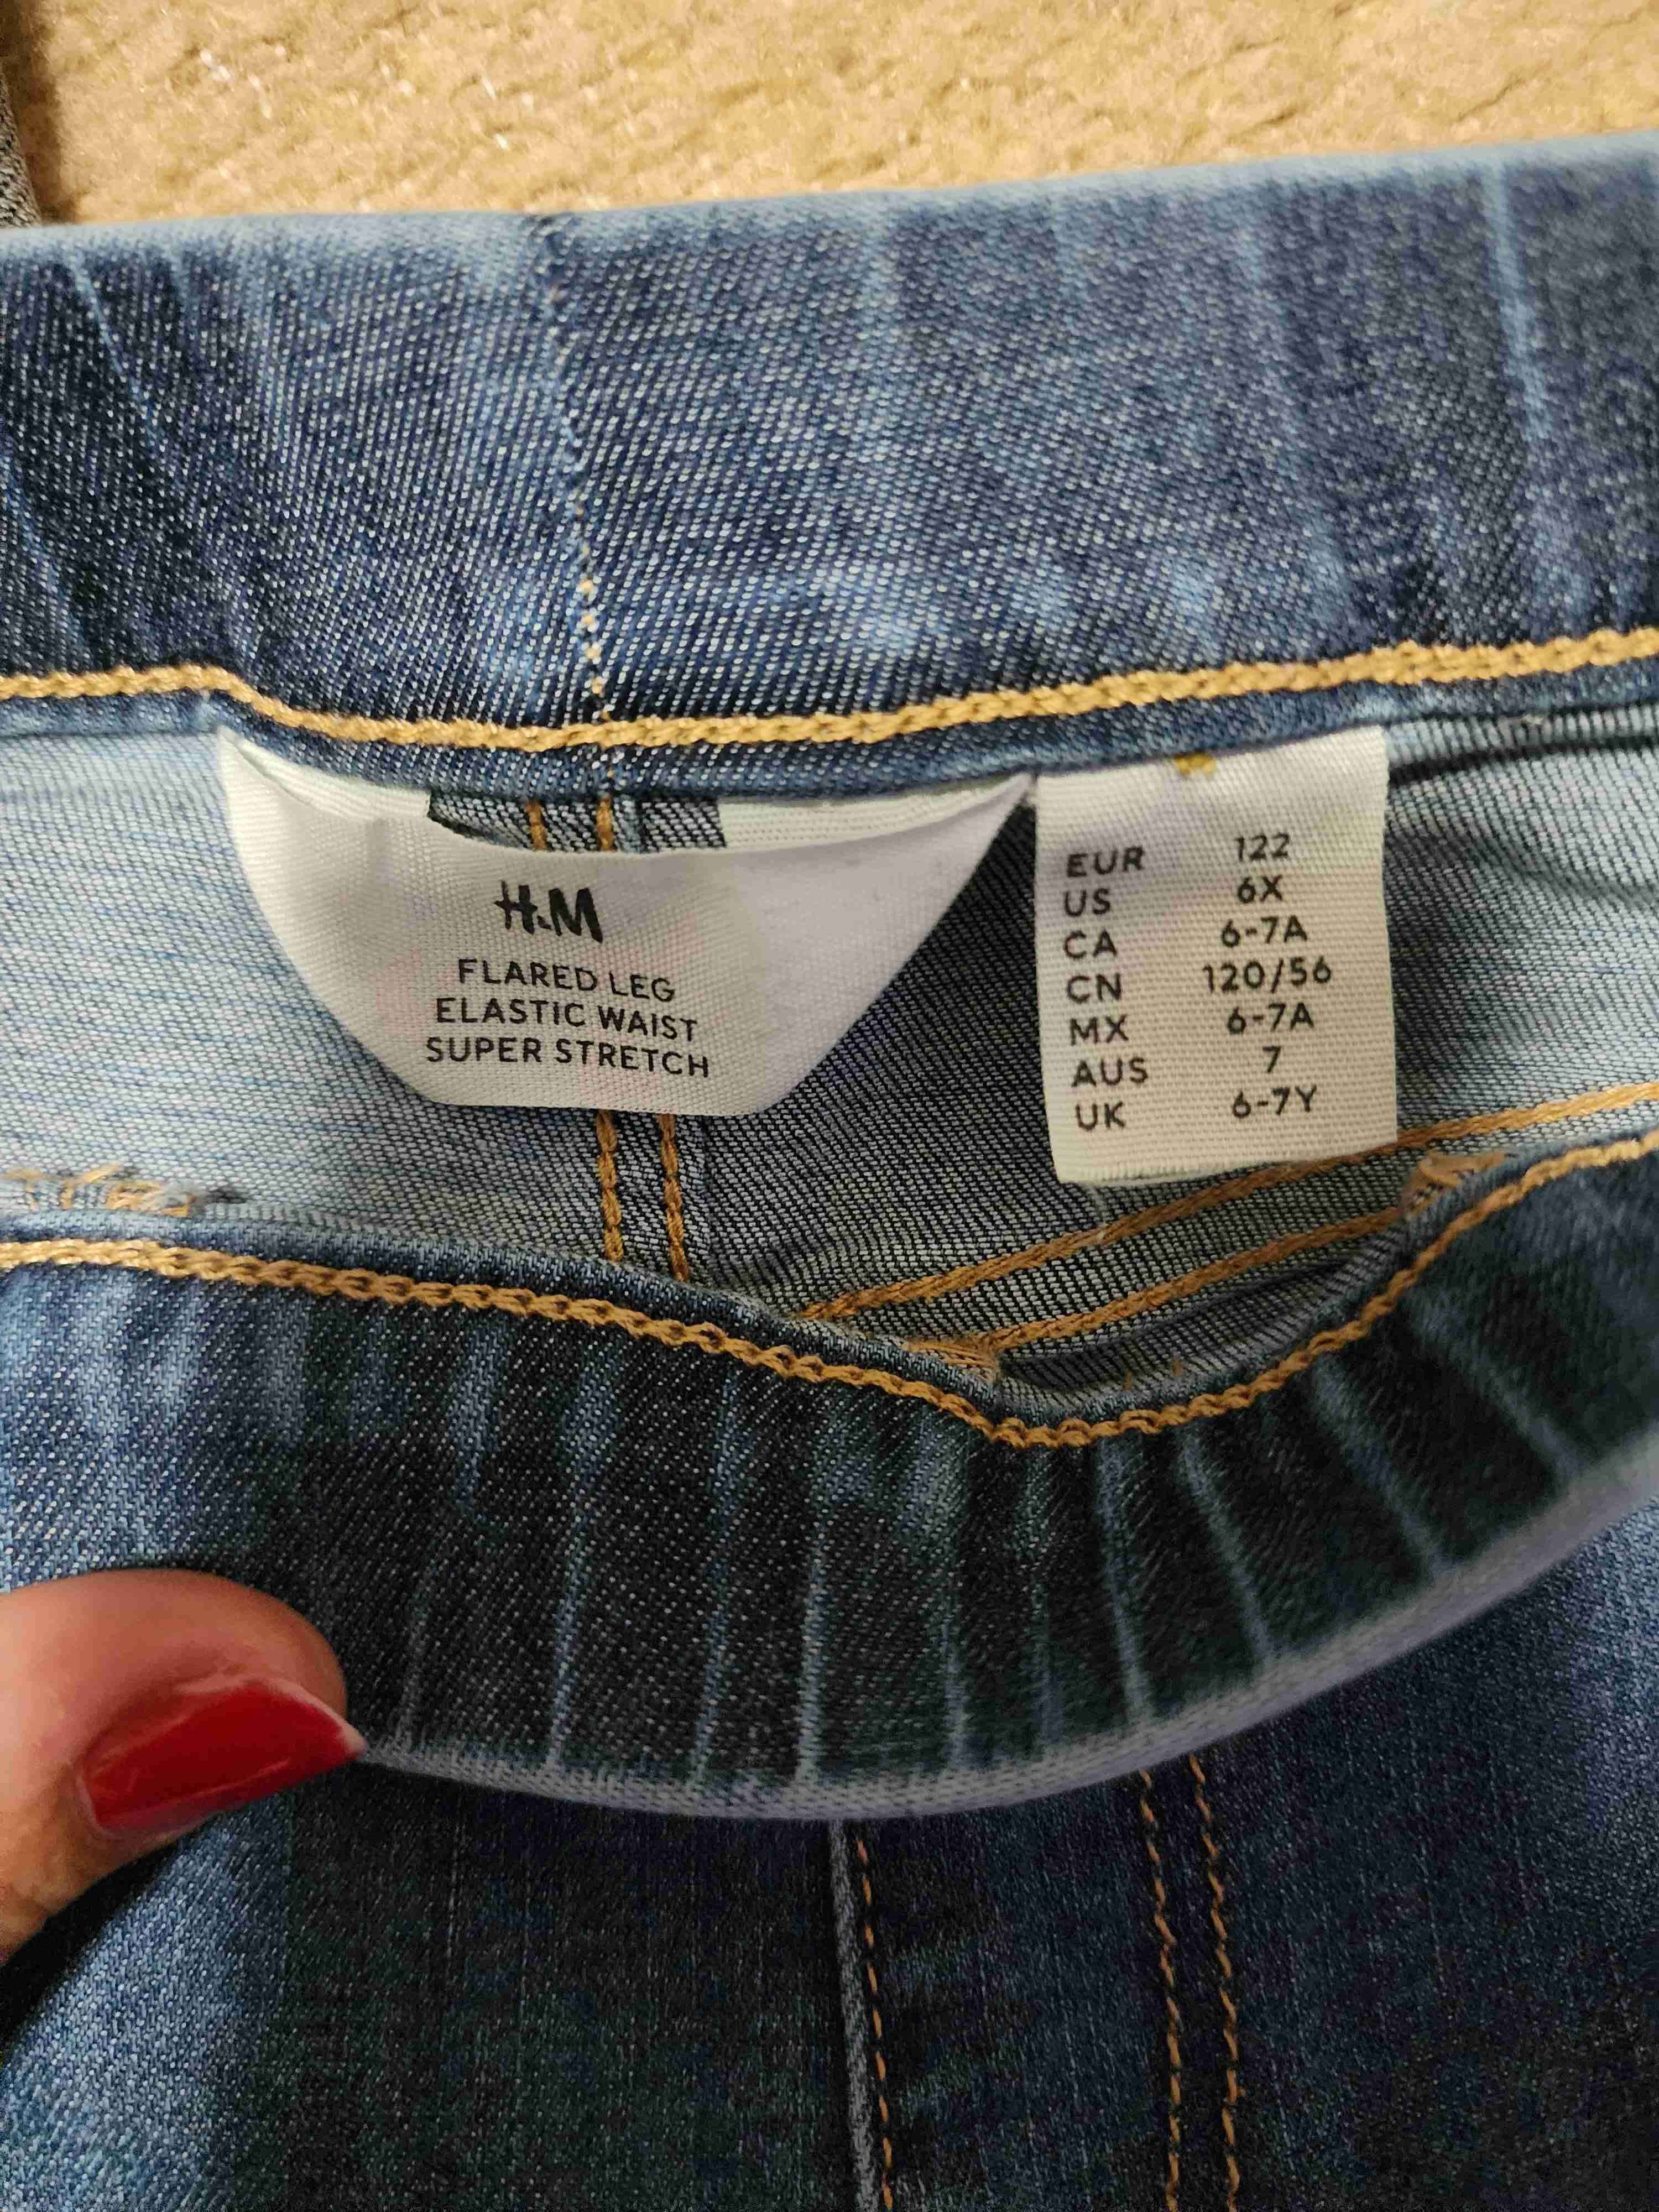 H&M
FLARED LEG
ELASTIC WAIST
SUPER STRETCH
EUR 122
US 6X
CA 6-7A
CN 120/56
MX 6-7A
AUS 7
UK 6-7Y